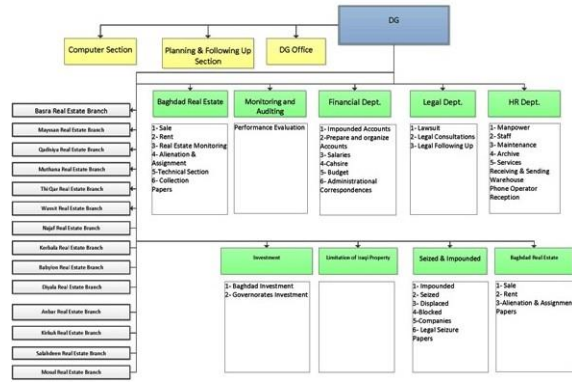 DG
Computer Section
Planning & Following Up
Section
DG Office
Baghdad Real Estate
Monitoring and
Auditing
Financial Dept.
Legal Dept.
HR Dept.
1- Sale
2- Rent
3- Real Estate Monitoring
4- Alienation &
Assignment
5-Technical Section
6- Collection
Papers
Performance Evaluation
1- Impounded Accounts
2-Prepare and organize
Accounts
3- Salaries
4-Cahsire
5- Budget
6- Administrational
Correspondences
1- Lawsuit
2- Legal Consultations
3- Legal Following Up
1- Manpower
2- Staff
3- Maintenance
4- Archive
5- Services
Receiving & Sending
Warehouse
Phone Operator
Reception
Basra Real Estate Branch
Maysan Real Estate Branch
Qadisiya Real Estate Branch
Muthana Real Estate Branch
Thi Qar Real Estate Branch
Wassit Real Estate Branch
Najaf Real Estate Branch
Kerbala Real Estate Branch
Babylon Real Estate Branch
Diyala Real Estate Branch
Anbar Real Estate Branch
Kirkuk Real Estate Branch
Salahdeen Real Estate Branch
Mosul Real Estate Branch
Investment
Limitation of Iraqi Property
Seized & Impounded
Baghdad Real Estate
1- Baghdad Investment
2- Governorates Investment
1- Impounded
2- Seized
3- Displaced
4-Blocked
5-Companies
6- Legal Seizure
Papers
1- Sale
2- Rent
3-Alienation & Assignment
Papers